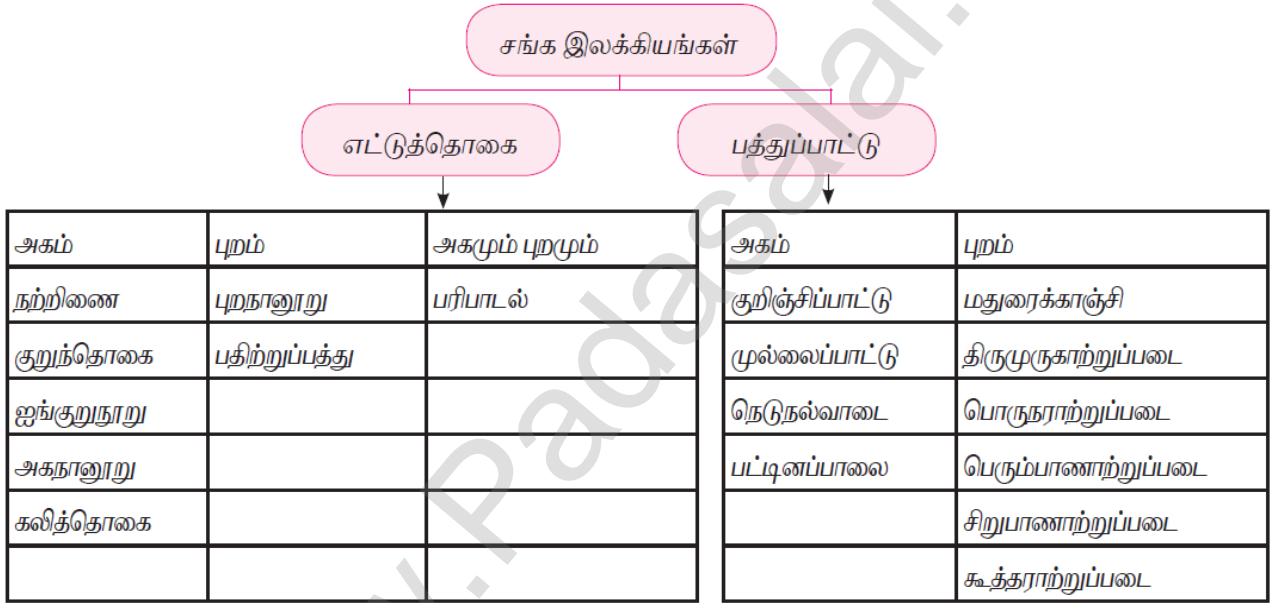 சங்க இலக்கியங்கள்
எட்டுத்தொகை
பத்துப்பாட்டு
அகம் புறம் அகமும் புறமும்
நற்றிணை புறநானூறு பரிபாடல்
குறுந்தொகை பதிற்றுப்பத்து
ஐங்குறுநூறு
அகநானூறு
கலித்தொகை
அகம் புறம்
குறிஞ்சிப்பாட்டு மதுரைக்காஞ்சி
முல்லைப்பாட்டு திருமுருகாற்றுப்படை
நெடுநல்வாடை பொருநராற்றுப்படை
பட்டினப்பாலை பெரும்பாணாற்றுப்படை
சிறுபாணாற்றுப்படை
கூத்தராற்றுப்படை
w.Padasalai.